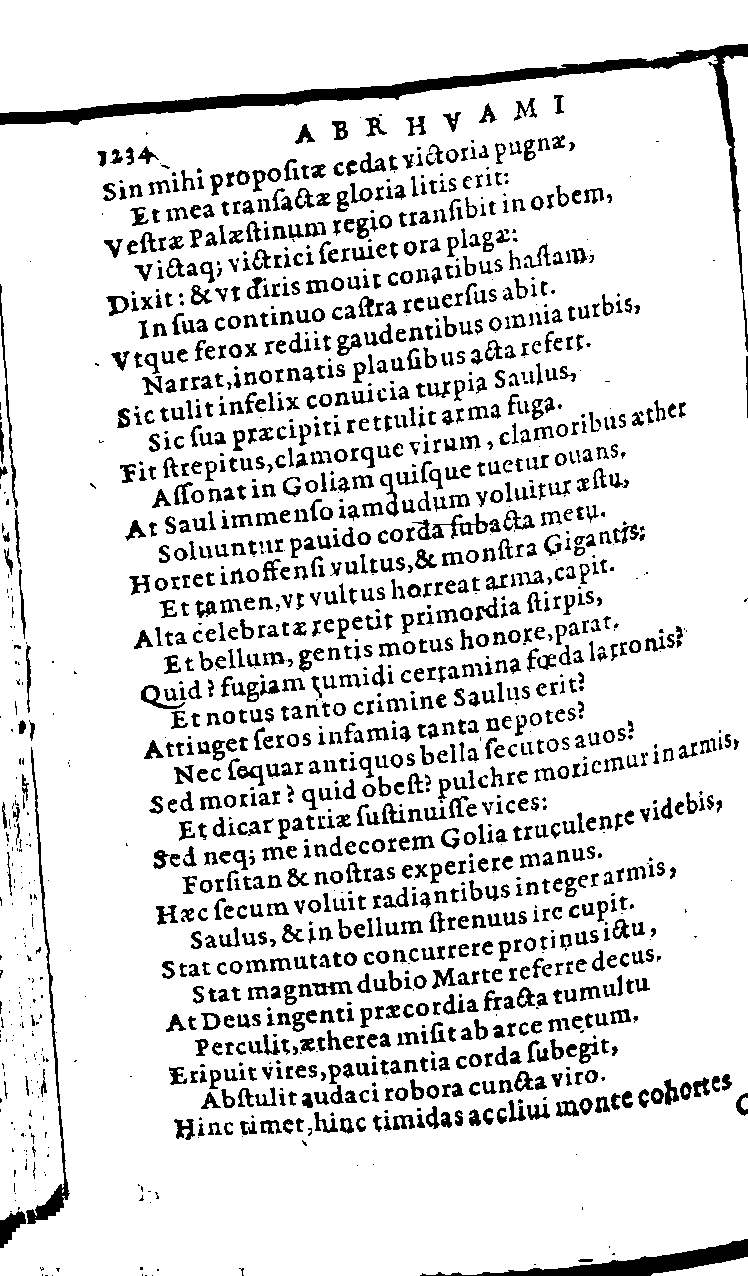 1234
ABRHVAMI
Sin mihi propoſitæ cedat victoria pugnæ,
Et mea tranſactæ gloria litis erit:
Veſtræ Palæſtinum regio tranſibit in orbem,
Victaq; victrici ſeruiet ora plagæ:
Dixit: & vt diris mouit conatibus haſtam,
In ſua continuo caſtra reuerſus abit.
Vtque ferox rediit gaudentibus omnia turbis,
Narrat, inornatis plauſibus acta refert.
Sic tulit infelix conuicia turpia Saulus,
Sic ſua præcipiti rettulit arma fuga.
Fit ſtrepitus, clamorque virum, clamoribus æther
Aſſonat in Goliam quiſque tuetur ouans.
At Saul immenſo iamdudum voluitur æſtu,
Soluuntur pauido corda ſubacta metu.
Horret inoffenſi vultus, & monſtra Gigantis:
Et tamen, vt vultus horreat arma, capit.
Alta celebratæ repetit primordia ſtirpis,
Et bellum, gentis motus honore, parat.
Quid? fugiam tumidi certamina fœda latronis?
Et notus tanto crimine Saulus erit?
Attinget ſeros infamia tanta nepotes?
Nec ſequar antiquos bella ſecutos auos?
Sed moriar? quid obeſt? pulchre moriemur in armis,
Et dicar patriæ ſuſtinuiſſe vices:
Sed neq; me indecorem Golia truculente videbis,
Forſitan & noſtras experiere manus.
Hæc ſecum voluit radiantibus integer armis,
Saulus, & in bellum ſtrenuus ire cupit.
Stat commutato concurrere protinus ictu,
Stat magnum dubio Marte referre decus.
At Deus ingenti præcordia fracta tumultu
Perculit, ætherea miſit ab arce metum.
Eripuit vires, pauitantia corda ſubegit,
Abſtulit audaci robora cuncta viro.
Hinc timet, hinc timidas accliui monte cohortes